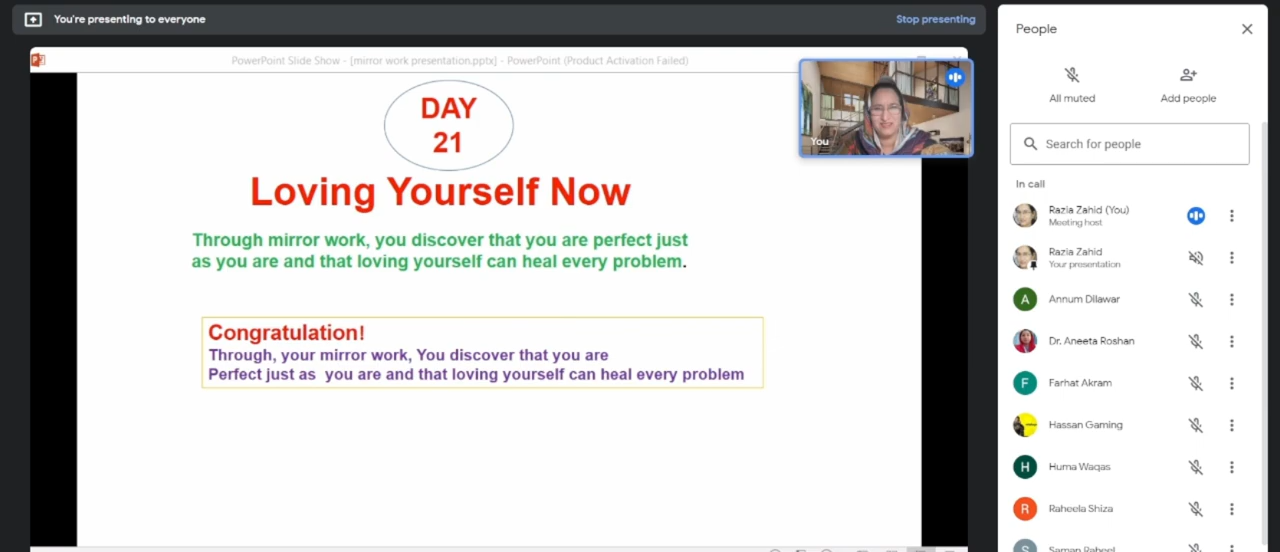 You're presenting to everyone
Stop presenting
PowerPoint Slide Show - [mirror work presentation.pptx] - PowerPoint (Product Activation Failed)
DAY
21
Loving Yourself Now
Through mirror work, you discover that you are perfect just
as you are and that loving yourself can heal every problem.
Congratulation!
Through, your mirror work, You discover that you are
Perfect just as you are and that loving yourself can heal every problem
You
People
All muted
Add people
Search for people
In call
Razia Zahid (You)
Meeting host
Razia Zahid
Your presentation
A Annum Dilawar
Dr. Aneeta Roshan
F Farhat Akram
Hassan Gaming
H Huma Waqas
R Raheela Shiza
S Saman Raheel